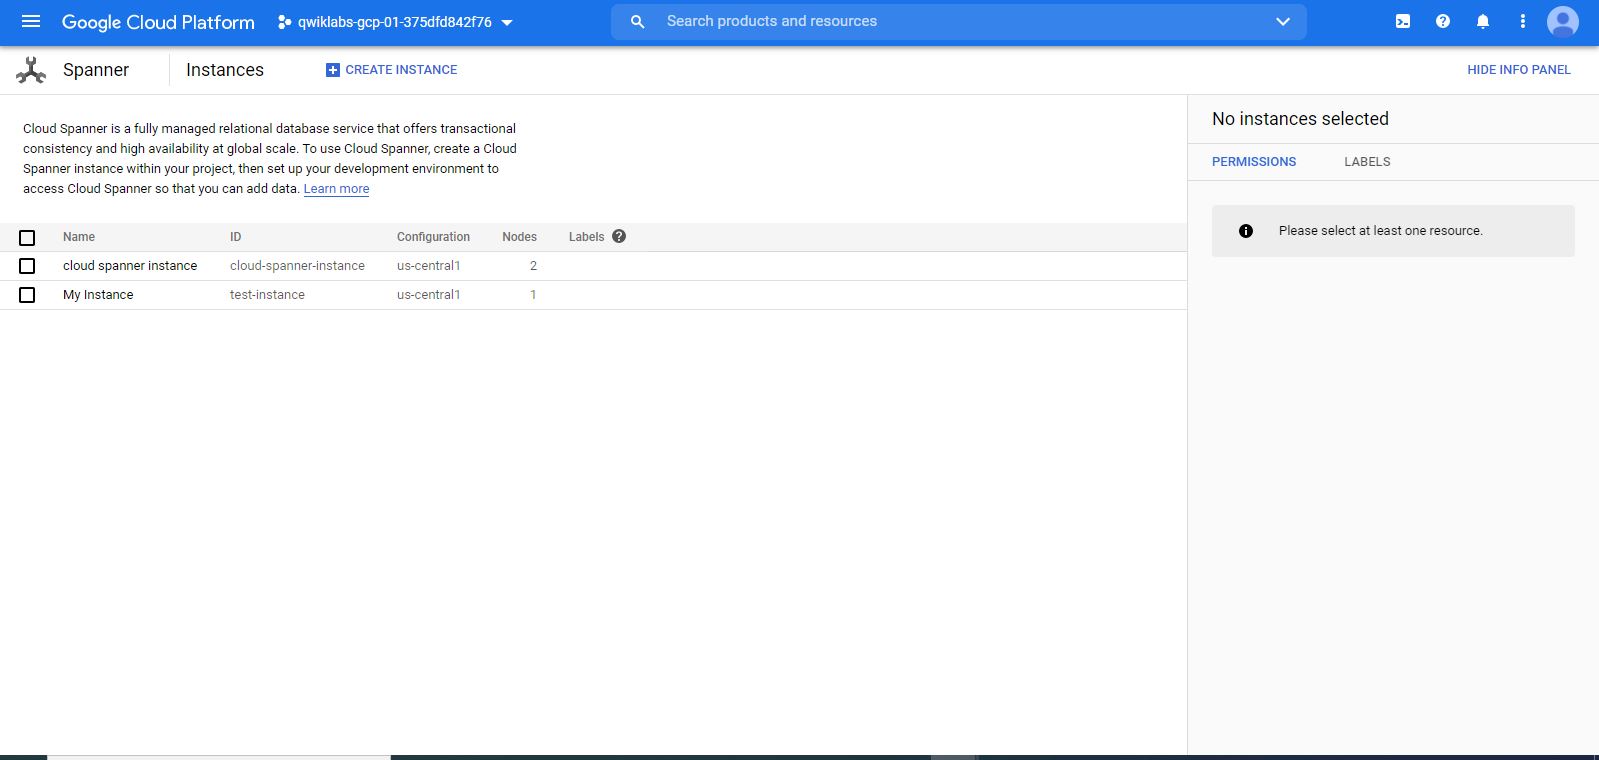 Google Cloud Platform qwiklabs-gcp-01-375dfd842f76 Search products and resources
Spanner Instances CREATE INSTANCE HIDE INFO PANEL
Cloud Spanner is a fully managed relational database service that offers transactional
consistency and high availability at global scale. To use Cloud Spanner, create a Cloud
Spanner instance within your project, then set up your development environment to
access Cloud Spanner so that you can add data. Learn more
Name ID Configuration Nodes Labels
cloud spanner instance cloud-spanner-instance us-central1 2
My Instance test-instance us-central1 1
No instances selected
PERMISSIONS LABELS
Please select at least one resource.